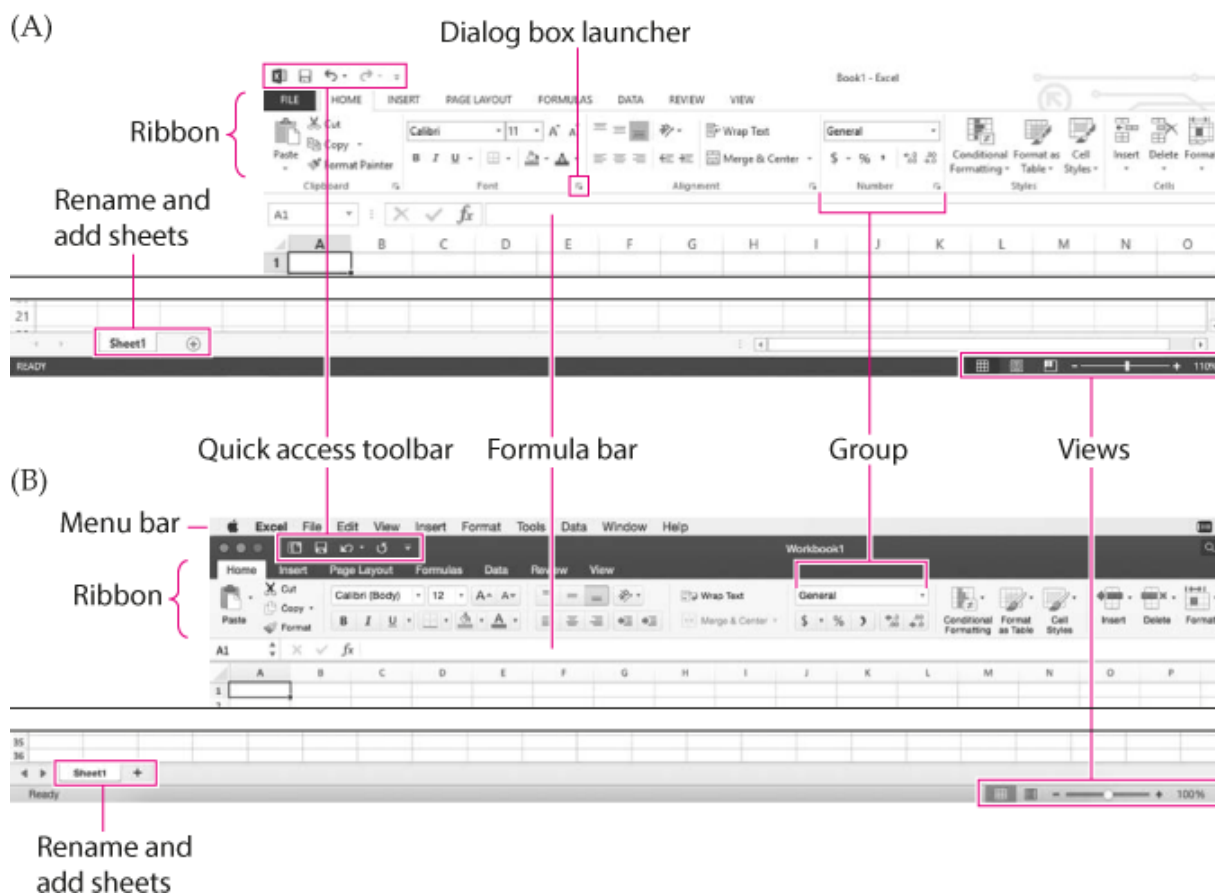 (A)
Dialog box launcher
Book1 - Excel
FILE HOME INSERT PAGE LAYOUT FORMULAS DATA REVIEW VIEW
Ribbon
Paste
Cut
Copy
Format Painter
Calibri 11
B I U
Wrap Text
Merge & Center
General
$ % ,
Conditional Formatting
Format as Table
Cell Styles
Insert Delete Format
Clipboard Font Alignment Number Styles Cells
Rename and
add sheets
A1 fx
A B C D E F G H I J K L M N O
1
21
Sheet1
READY 110%
Quick access toolbar Formula bar Group Views
(B)
Menu bar
Excel File Edit View Insert Format Tools Data Window Help
Workbook1
Home Insert Page Layout Formulas Data Review View
Ribbon
Paste
Cut
Copy
Format
Calibri (Body) 12 A A
B I U A
Wrap Text
Merge & Center
General
$ %
Conditional Formatting
Format as Table
Cell Styles
Insert Delete Format
A1 fx
A B C D E F G H I J K L M N O P
1
35
36
Sheet1 +
Ready 100%
Rename and
add sheets